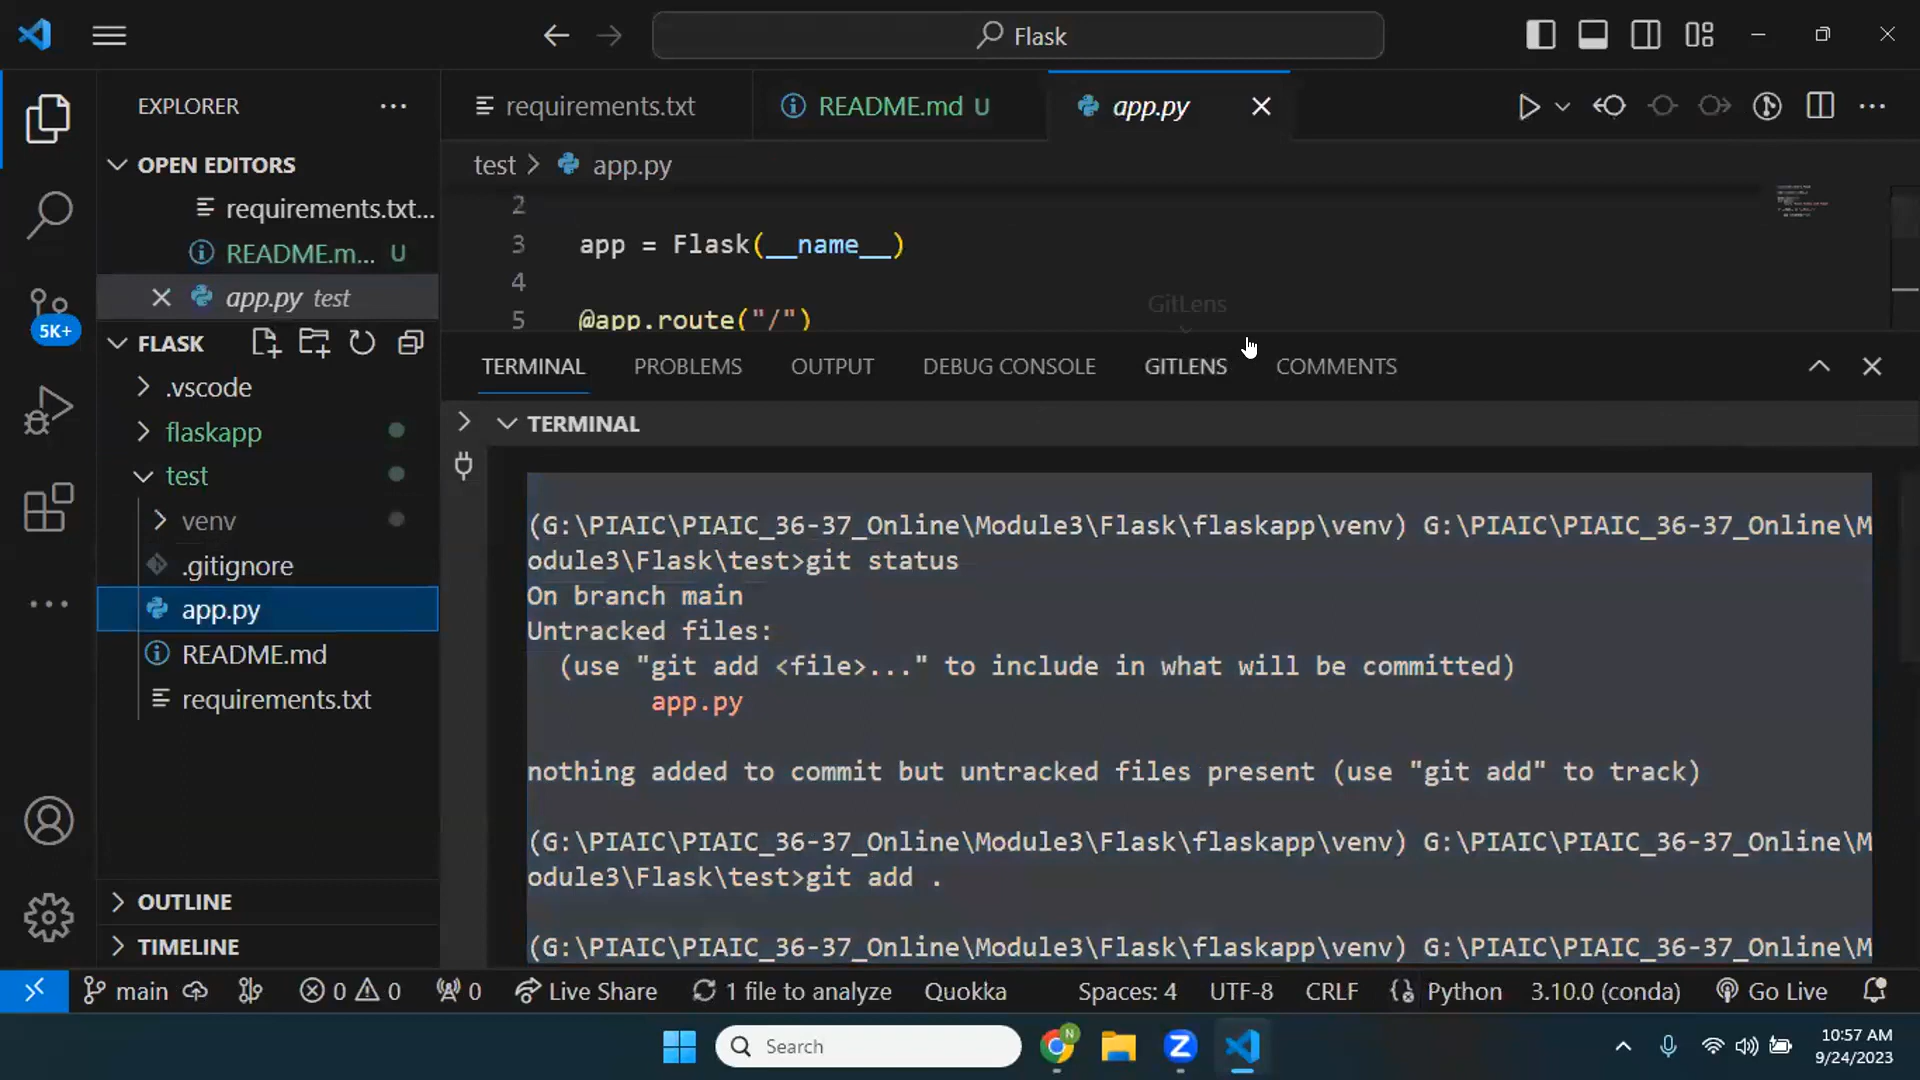 Flask
EXPLORER
OPEN EDITORS
requirements.txt...
README.m... U
app.py test
5K+
FLASK
.vscode
flaskapp
test
venv
.gitignore
app.py
README.md
requirements.txt
OUTLINE
TIMELINE
requirements.txt
README.md U
app.py
test > app.py
2
3 app = Flask(__name__)
4
5 @app.route("/")
GitLens
TERMINAL PROBLEMS OUTPUT DEBUG CONSOLE GITLENS COMMENTS
TERMINAL
(G:\PIAIC\PIAIC_36-37_Online\Module3\Flask\flaskapp\venv) G:\PIAIC\PIAIC_36-37_Online\M
odule3\Flask\test>git status
On branch main
Untracked files:
(use "git add <file>..." to include in what will be committed)
app.py
nothing added to commit but untracked files present (use "git add" to track)
(G:\PIAIC\PIAIC_36-37_Online\Module3\Flask\flaskapp\venv) G:\PIAIC\PIAIC_36-37_Online\M
odule3\Flask\test>git add .
(G:\PIAIC\PIAIC_36-37_Online\Module3\Flask\flaskapp\venv) G:\PIAIC\PIAIC_36-37_Online\M
main 0 0 0 Live Share 1 file to analyze Quokka Spaces: 4 UTF-8 CRLF Python 3.10.0 (conda) Go Live
Search
N
Z
10:57 AM
9/24/2023